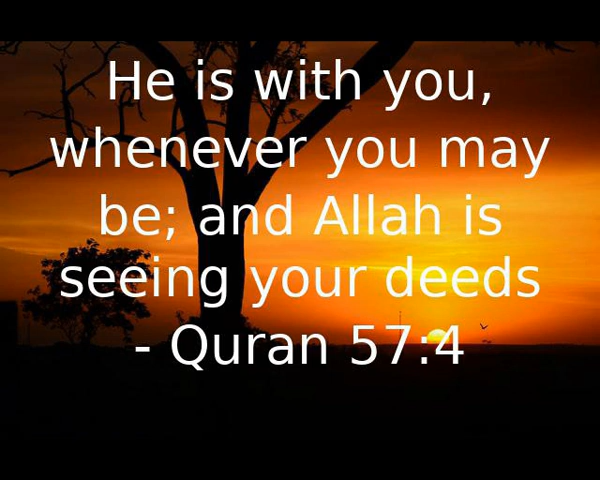 He is with you,
whenever you may
be; and Allah is
seeing your deeds
- Quran 57:4